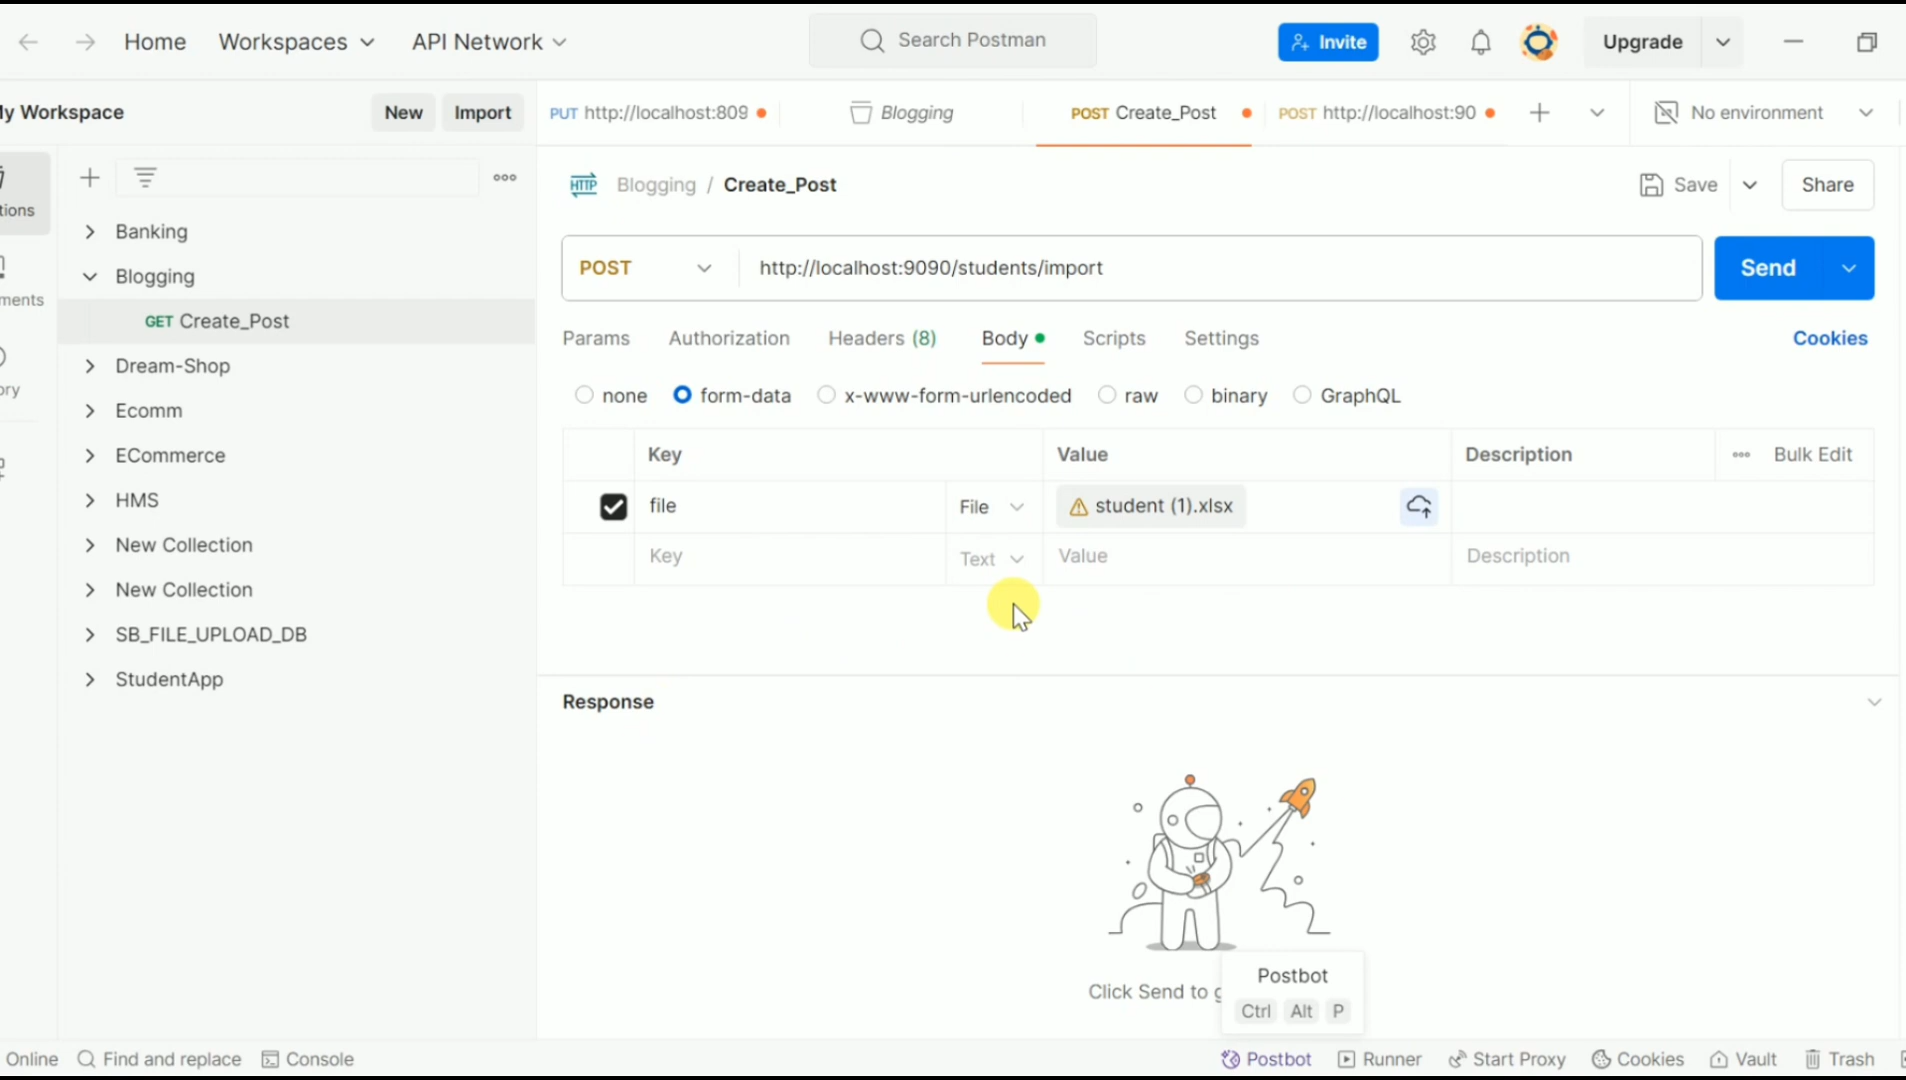 Home
Workspaces
API Network
Search Postman
Invite
Upgrade
My Workspace
New
Import
PUT http://localhost:809
Blogging
POST Create_Post
POST http://localhost:90
No environment
HTTP
Blogging / Create_Post
Save
Share
Banking
Blogging
GET Create_Post
Dream-Shop
Ecomm
ECommerce
HMS
New Collection
New Collection
SB_FILE_UPLOAD_DB
StudentApp
tions
ments
ory
POST
http://localhost:9090/students/import
Send
Params
Authorization
Headers (8)
Body
Scripts
Settings
Cookies
none
form-data
x-www-form-urlencoded
raw
binary
GraphQL
Key
Value
Description
Bulk Edit
file
File
student (1).xlsx
Key
Text
Value
Description
Response
Click Send to g
Postbot
Ctrl Alt P
Online
Find and replace
Console
Postbot
Runner
Start Proxy
Cookies
Vault
Trash